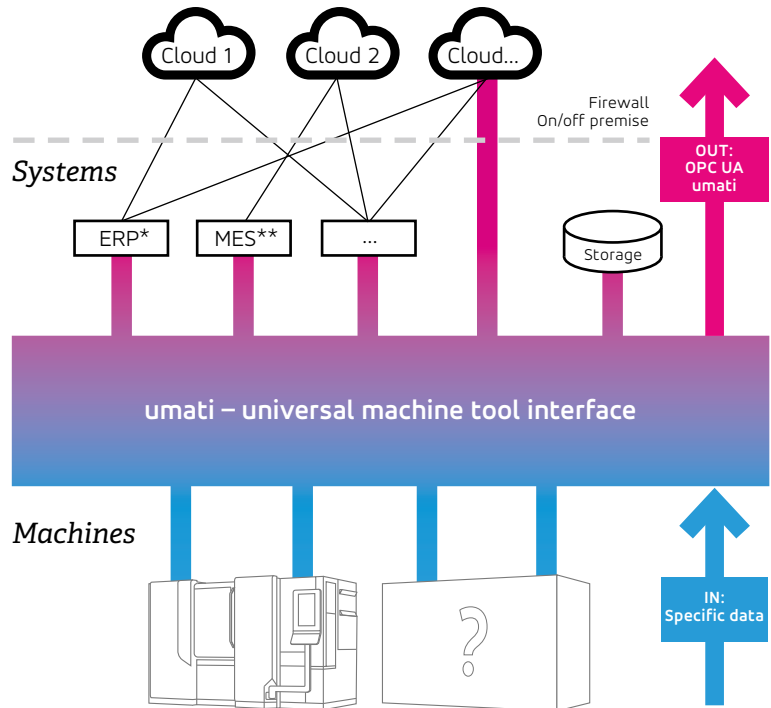 Cloud 1
Cloud 2
Cloud...
Firewall
On/off premise
OUT:
OPC UA
umati
Systems
ERP*
MES**
...
Storage
umati – universal machine tool interface
Machines
IN:
Specific data
?